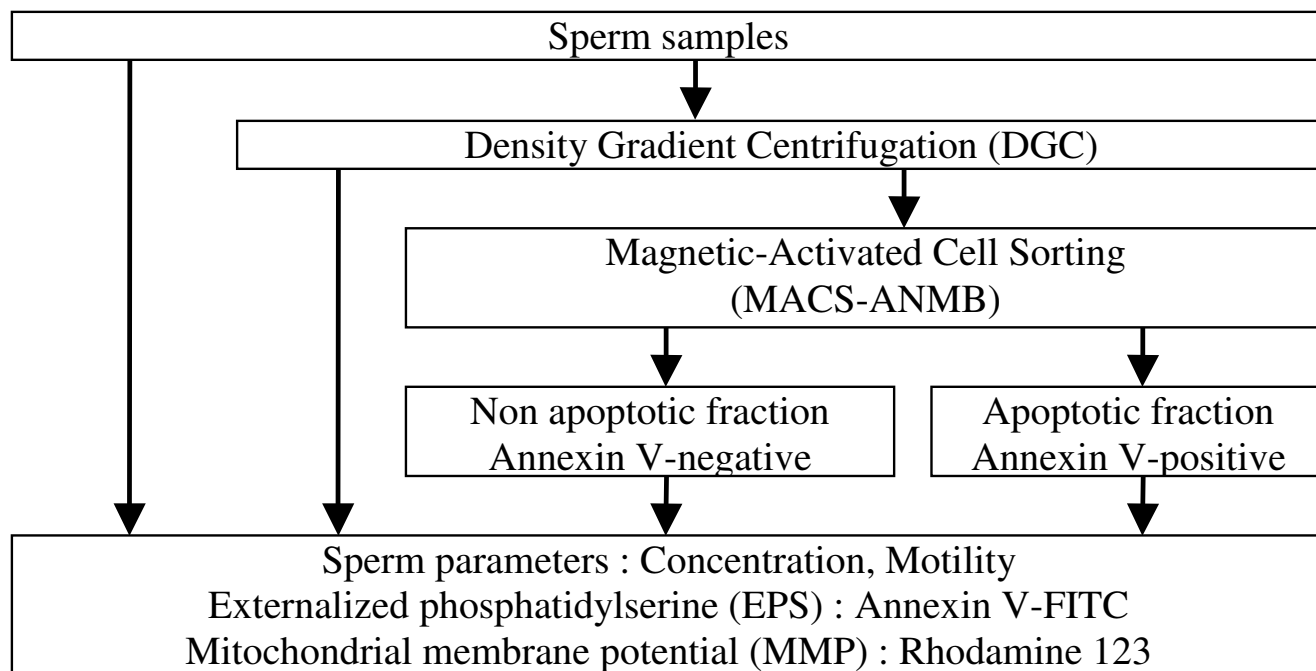 Sperm samples
Density Gradient Centrifugation (DGC)
Magnetic-Activated Cell Sorting
(MACS-ANMB)
Non apoptotic fraction
Annexin V-negative
Apoptotic fraction
Annexin V-positive
Sperm parameters : Concentration, Motility
Externalized phosphatidylserine (EPS) : Annexin V-FITC
Mitochondrial membrane potential (MMP) : Rhodamine 123